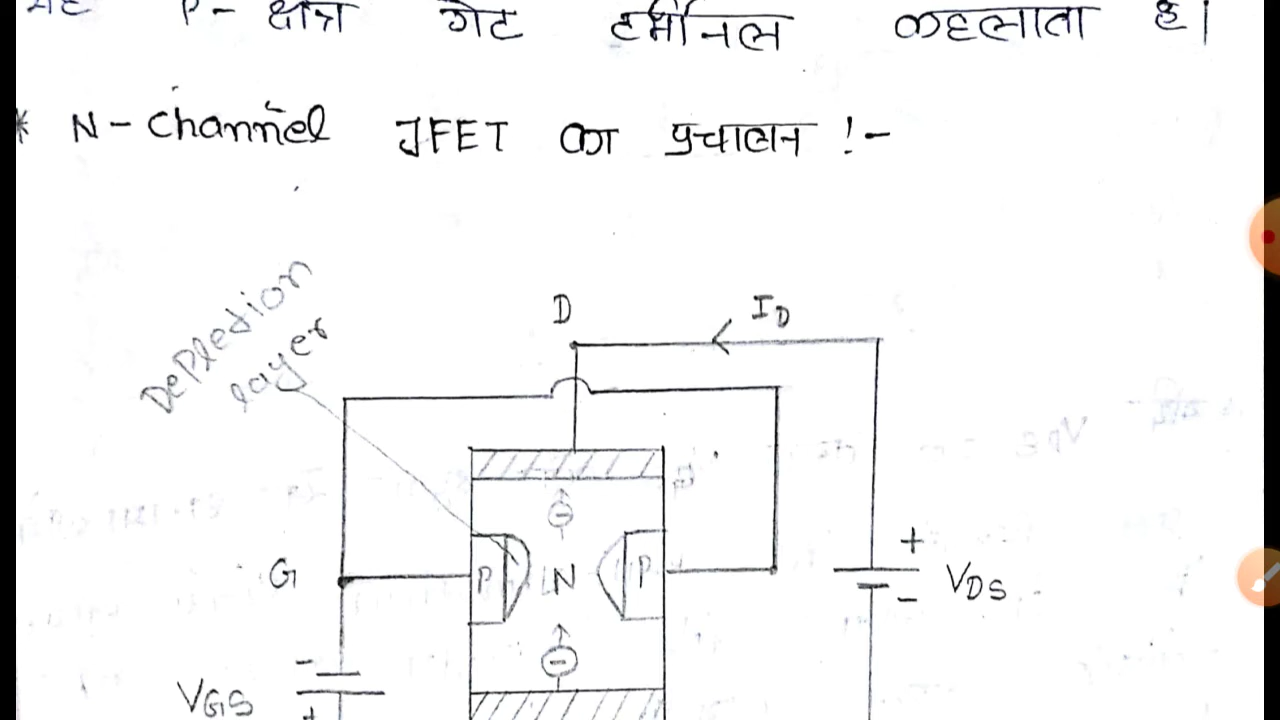 यह P- क्षेत्र गेट टर्मिनल कहलाता है।
* N-Channel JFET का प्रचालन :-
Depletion layer
D
ID
G
P
N
P
+
-
VDS
-
VGS
+